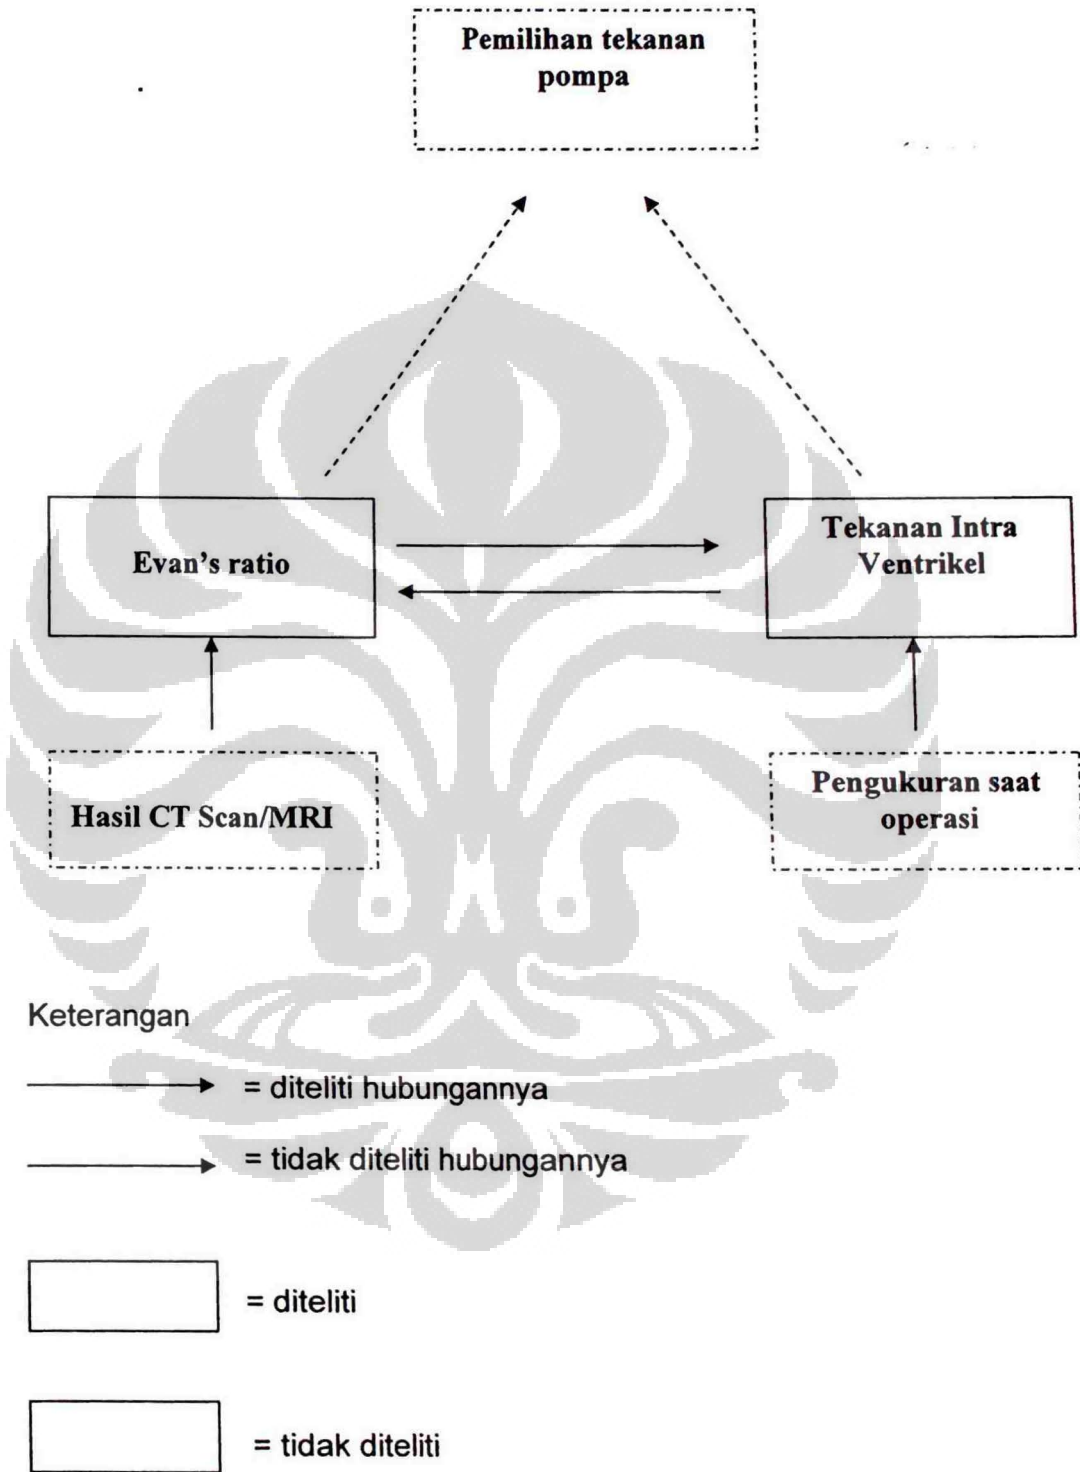 Pemilihan tekanan
pompa
Evan's ratio
Tekanan Intra
Ventrikel
Hasil CT Scan/MRI
Pengukuran saat
operasi
Keterangan
= diteliti hubungannya
= tidak diteliti hubungannya
= diteliti
= tidak diteliti